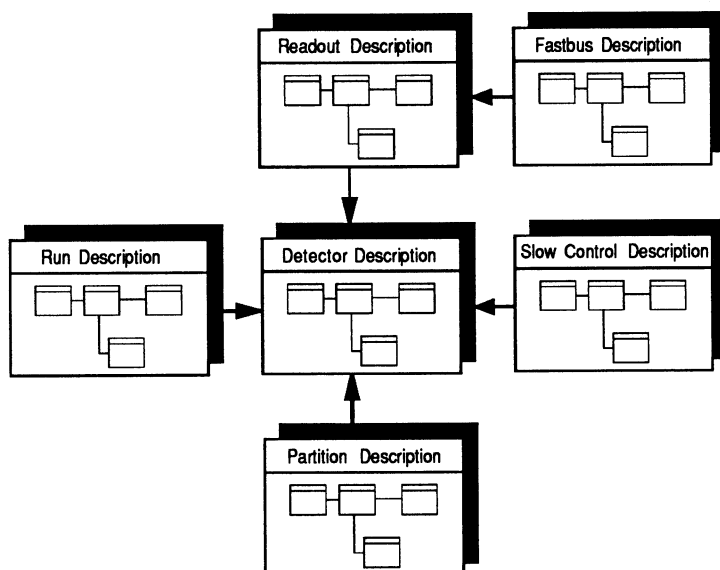 Readout Description
Fastbus Description
Run Description
Detector Description
Slow Control Description
Partition Description